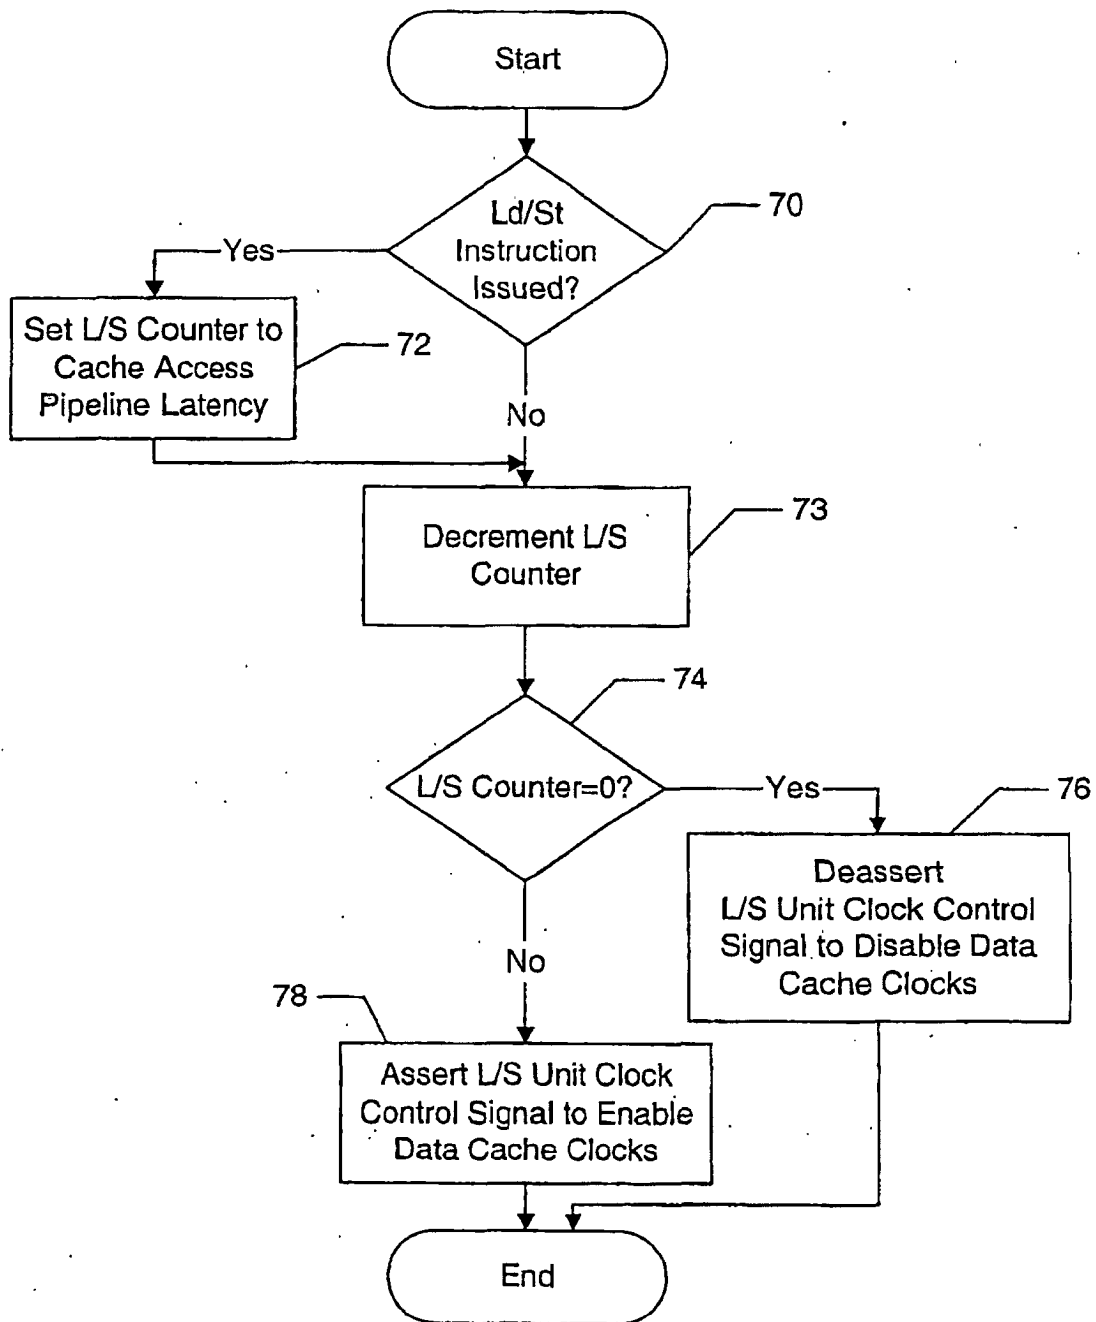 Start
Ld/St
Instruction
Issued?
70
Yes
Set L/S Counter to
Cache Access
Pipeline Latency
72
No
Decrement L/S
Counter
73
74
L/S Counter=0?
Yes
76
Deassert
L/S Unit Clock Control
Signal to Disable Data
Cache Clocks
No
78
Assert L/S Unit Clock
Control Signal to Enable
Data Cache Clocks
End